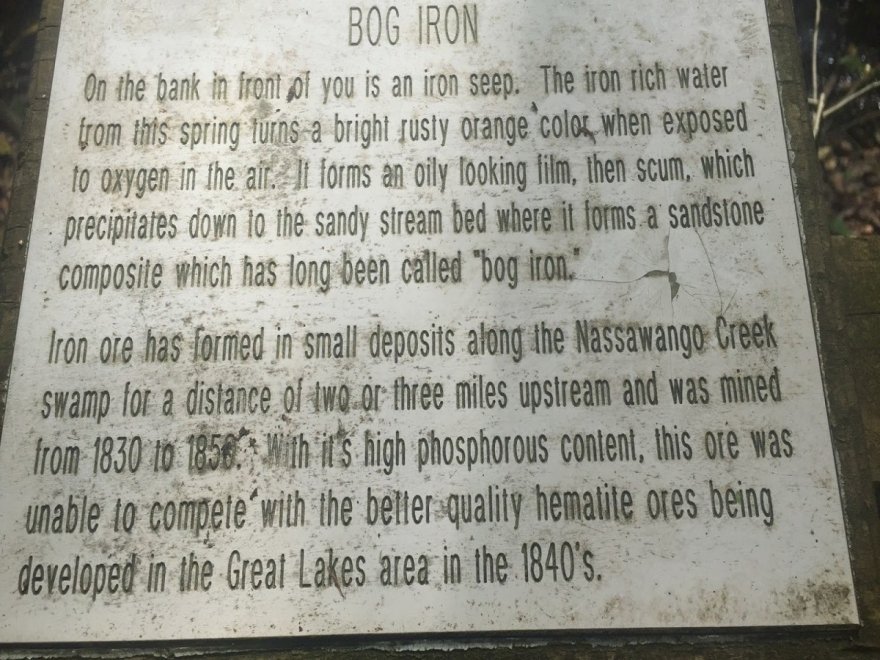 BOG IRON
On the bank in front of you is an iron seep. The iron rich water
from this spring turns a bright rusty orange color when exposed
to oxygen in the air. It forms an oily looking film, then scum, which
precipitates down to the sandy stream bed where it forms a sandstone
composite which has long been called "bog iron."
Iron ore has formed in small deposits along the Nassawango Creek
swamp for a distance of two or three miles upstream and was mined
from 1830 to 1850. With it's high phosphorous content, this ore was
unable to compete with the better quality hematite ores being
developed in the Great Lakes area in the 1840's.